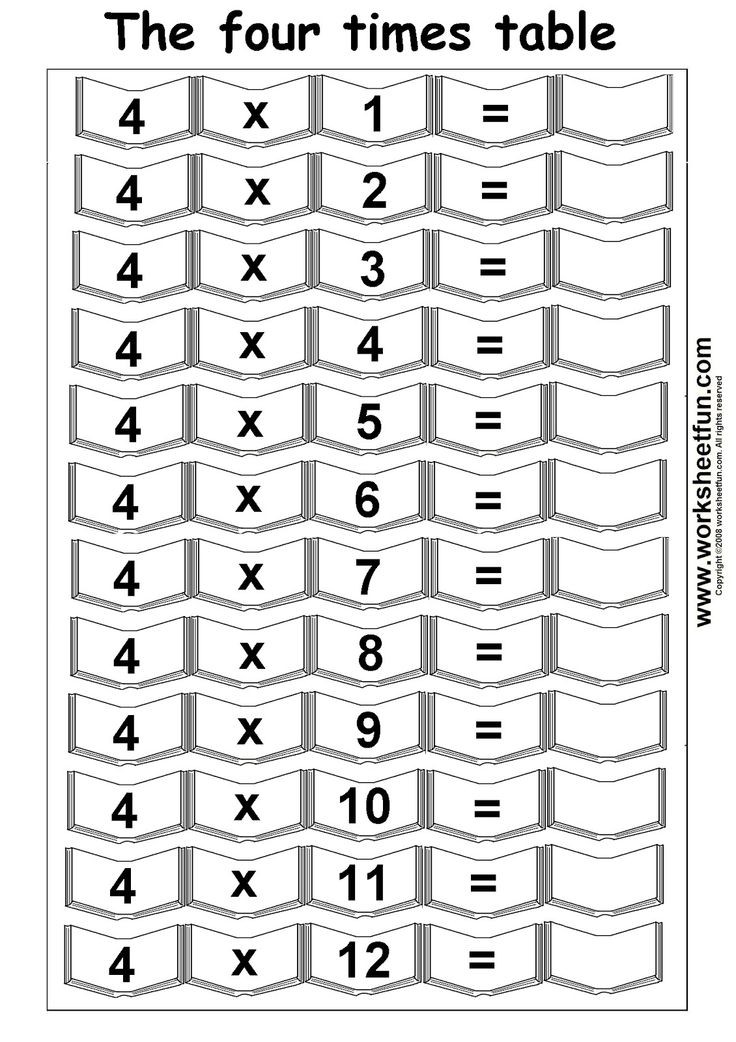 The four times table
4 x 1 =
4 x 2 =
4 x 3 =
4 x 4 =
4 x 5 =
4 x 6 =
4 x 7 =
4 x 8 =
4 x 9 =
4 x 10 =
4 x 11 =
4 x 12 =
www.worksheetfun.com
Copyright ©2008 worksheetfun.com. All rights reserved